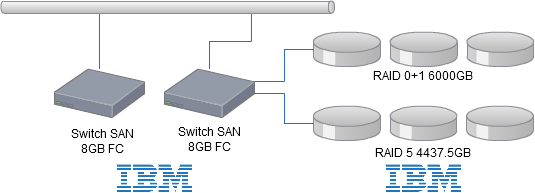 Switch SAN
8GB FC
Switch SAN
8GB FC
RAID 0+1 6000GB
RAID 5 4437.5GB
IBM
IBM